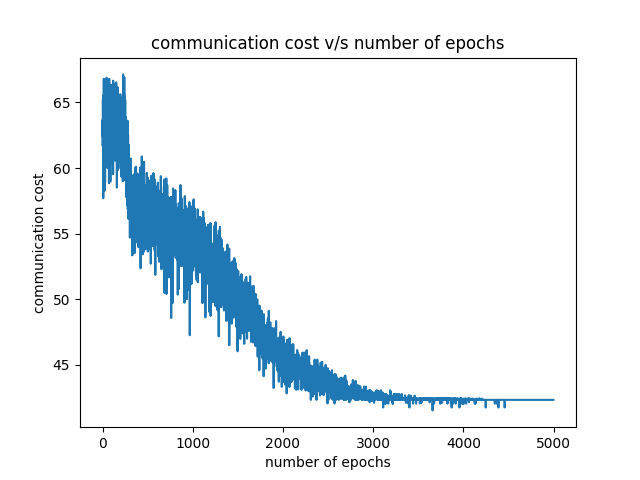 communication cost v/s number of epochs
communication cost
65
60
55
50
45
0 1000 2000 3000 4000 5000
number of epochs